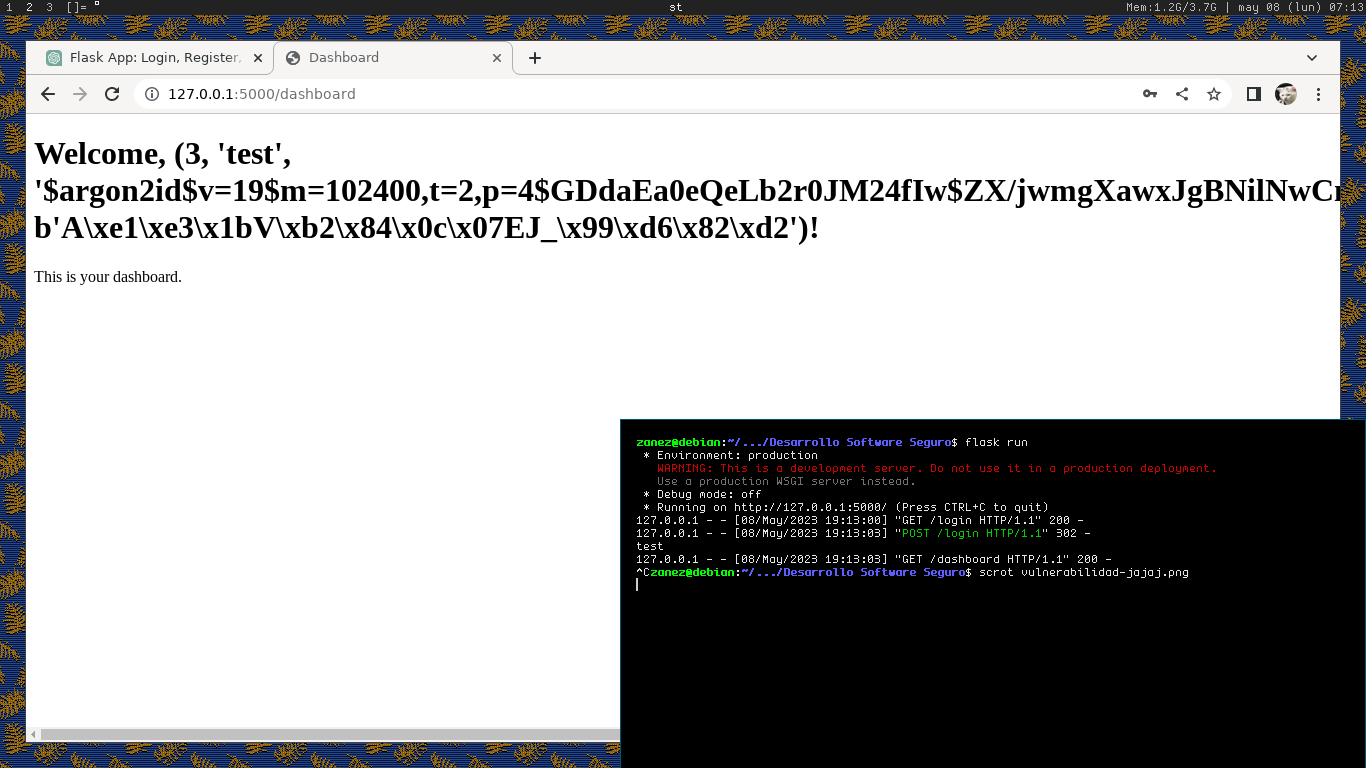 1 2 3 []= " st Mem:1.2G/3.7G | may 08 (lun) 07:13
Flask App: Login, Register, Dashboard
127.0.0.1:5000/dashboard
Welcome, (3, 'test',
'$argon2id$v=19$m=102400,t=2,p=4$GDdaEa0eQeLb2r0JM24fIw$ZX/jwmgXawxJgBNilNwCr
b'A\xe1\xe3\x1bV\xb2\x84\x0c\x07EJ_\x99\xd6\x82\xd2')!
This is your dashboard.
zanez@debian:~/.../Desarrollo Software Seguro$ flask run
* Environment: production
WARNING: This is a development server. Do not use it in a production deployment.
Use a production WSGI server instead.
* Debug mode: off
* Running on http://127.0.0.1:5000/ (Press CTRL+C to quit)
127.0.0.1 - - [08/May/2023 19:13:00] "GET /login HTTP/1.1" 200 -
127.0.0.1 - - [08/May/2023 19:13:03] "POST /login HTTP/1.1" 302 -
test
127.0.0.1 - - [08/May/2023 19:13:03] "GET /dashboard HTTP/1.1" 200 -
^Czanez@debian:~/.../Desarrollo Software Seguro$ scrot vulnerabilidad-jajaj.png